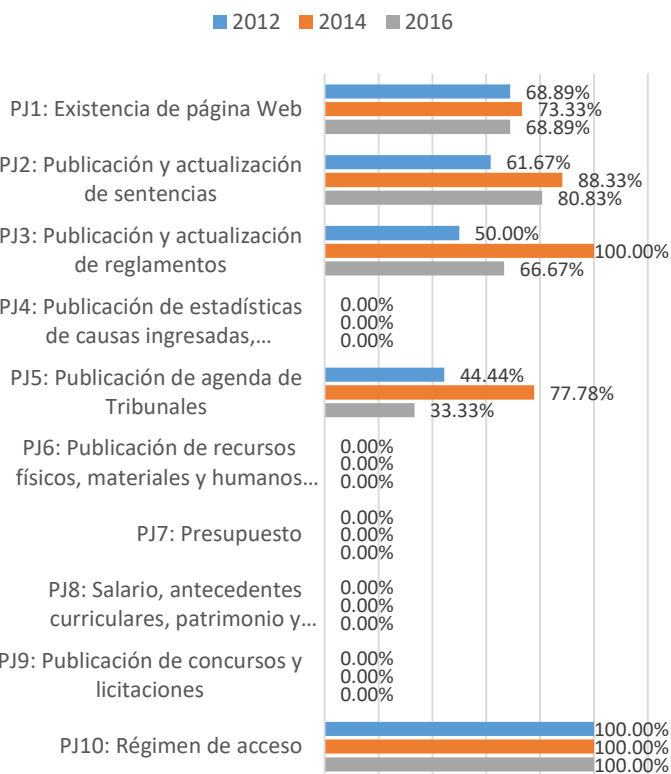 2012 2014 2016
PJ1: Existencia de página Web
68.89%
73.33%
68.89%
PJ2: Publicación y actualización
de sentencias
61.67%
88.33%
80.83%
PJ3: Publicación y actualización
de reglamentos
50.00%
100.00%
66.67%
PJ4: Publicación de estadísticas
de causas ingresadas,...
0.00%
0.00%
0.00%
PJ5: Publicación de agenda de
Tribunales
44.44%
77.78%
33.33%
PJ6: Publicación de recursos
físicos, materiales y humanos...
0.00%
0.00%
0.00%
PJ7: Presupuesto
0.00%
0.00%
0.00%
PJ8: Salario, antecedentes
curriculares, patrimonio y...
0.00%
0.00%
0.00%
PJ9: Publicación de concursos y
licitaciones
0.00%
0.00%
0.00%
PJ10: Régimen de acceso
100.00%
100.00%
100.00%